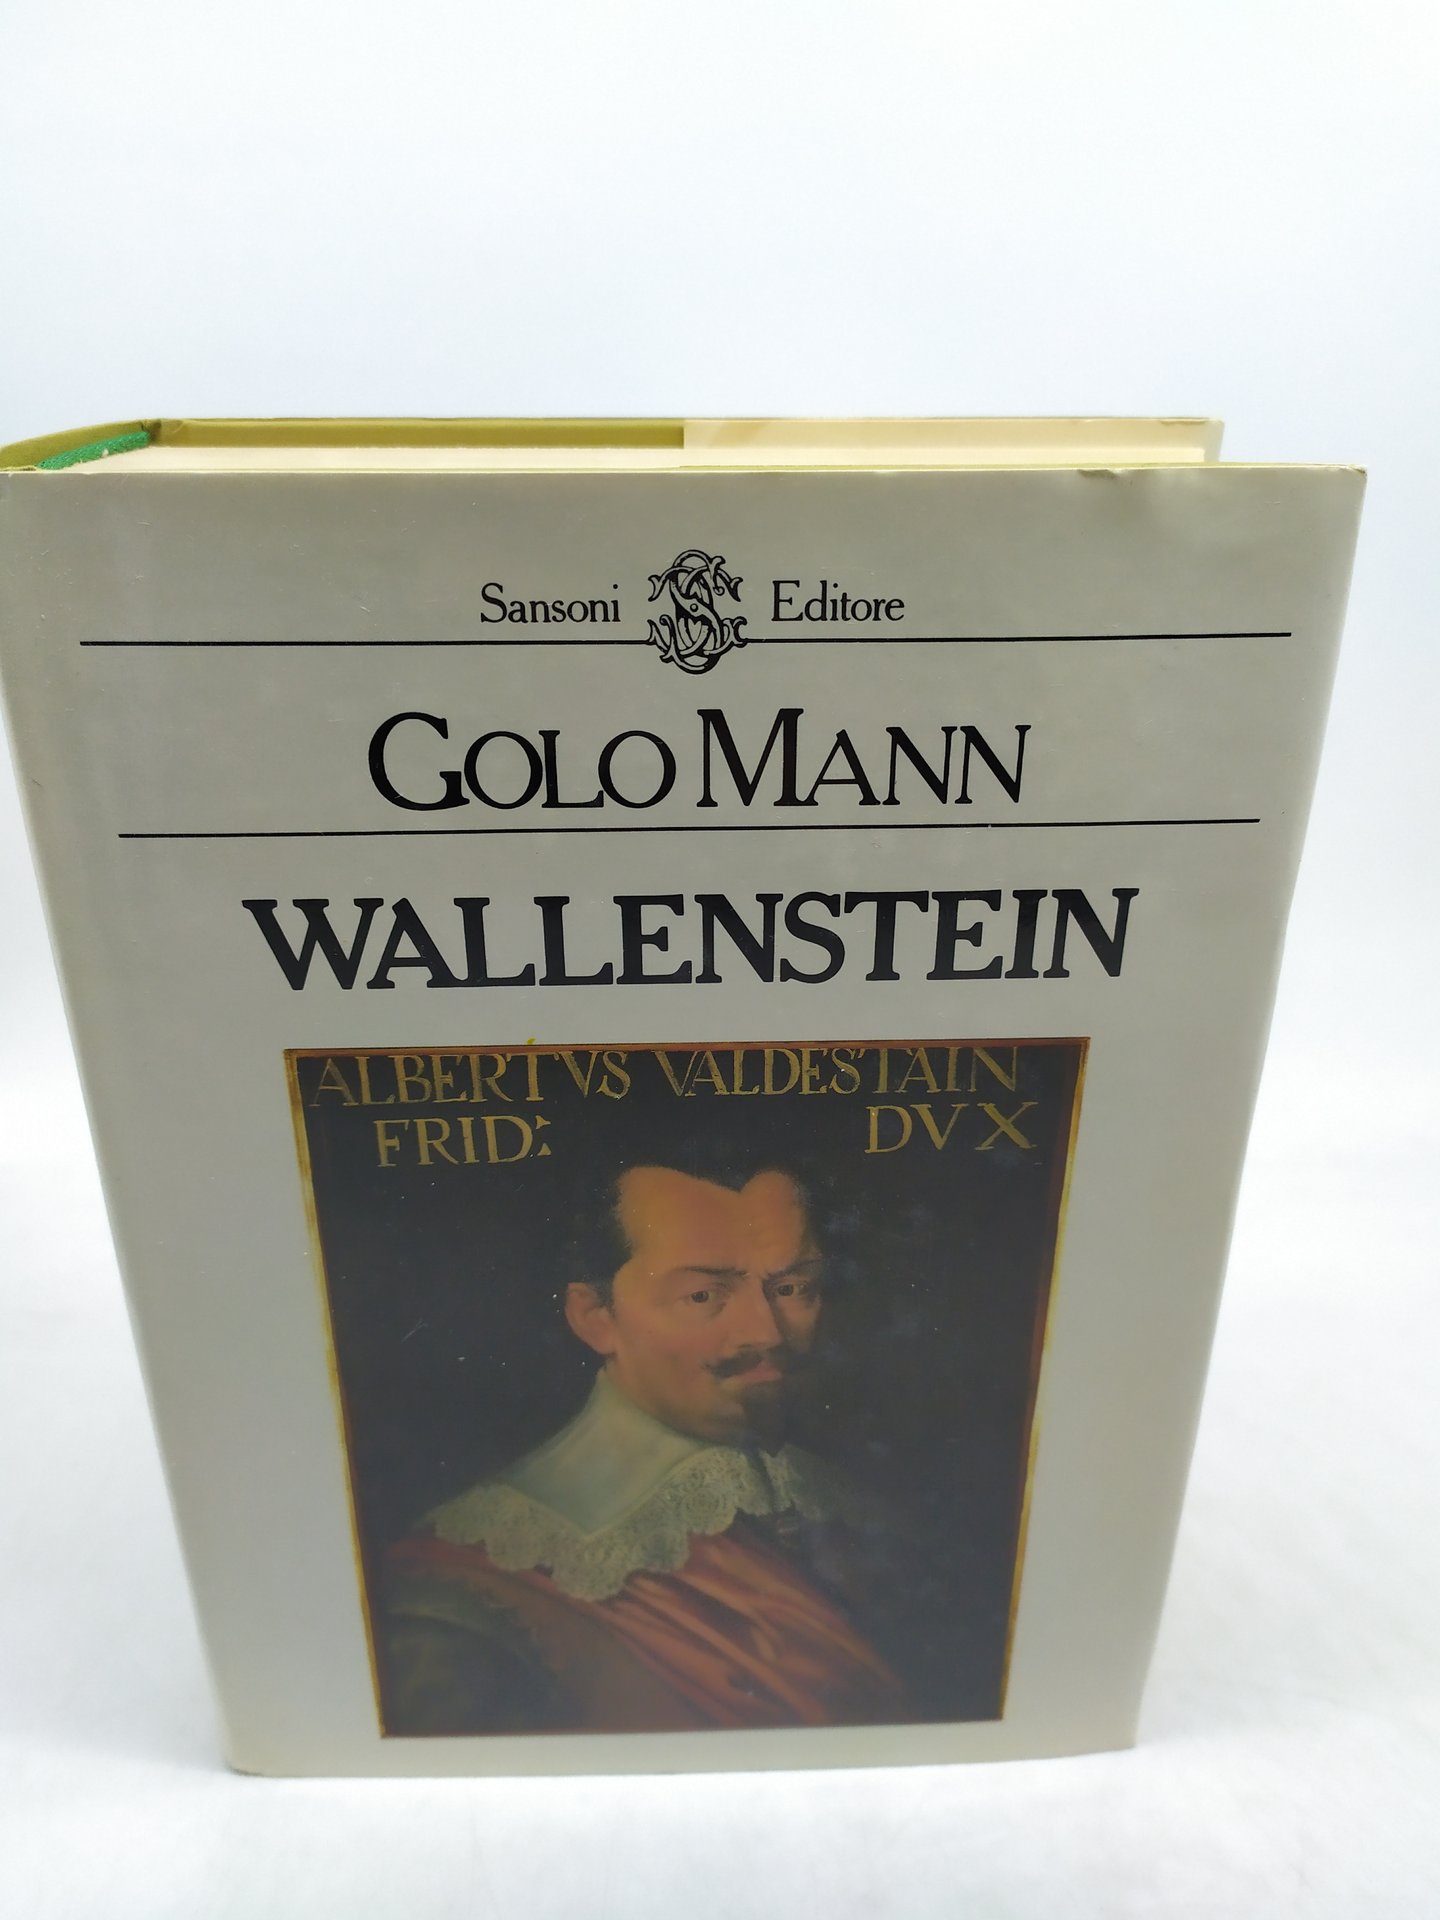 Sansoni Editore
GOLO MANN
WALLENSTEIN
ALBERTVS VALDESTAIN
FRID: DVX